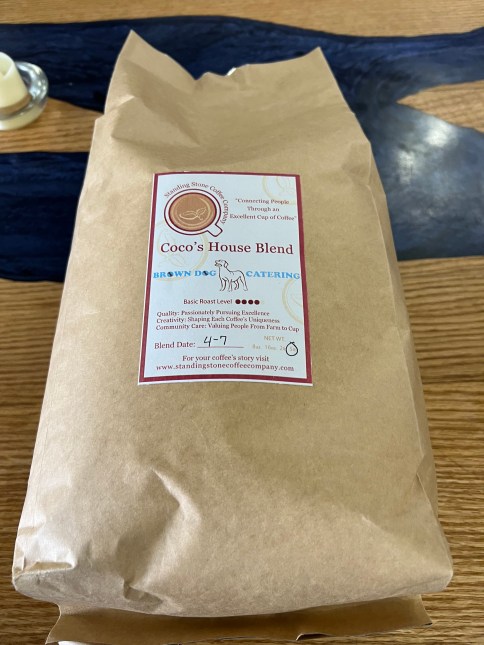 Standing Stone Coffee Company
"Connecting People
Through an
Excellent Cup of Coffee"
Coco's House Blend
BROWN DOG CATERING
Basic Roast Level
Quality: Passionately Pursuing Excellence
Creativity: Shaping Each Coffee's Uniqueness
Community Care: Valuing People From Farm to Cup
NET WT.
Blend Date: 4-7
8oz. 16oz.
For your coffee's story visit
www.standingstonecoffeecompany.com